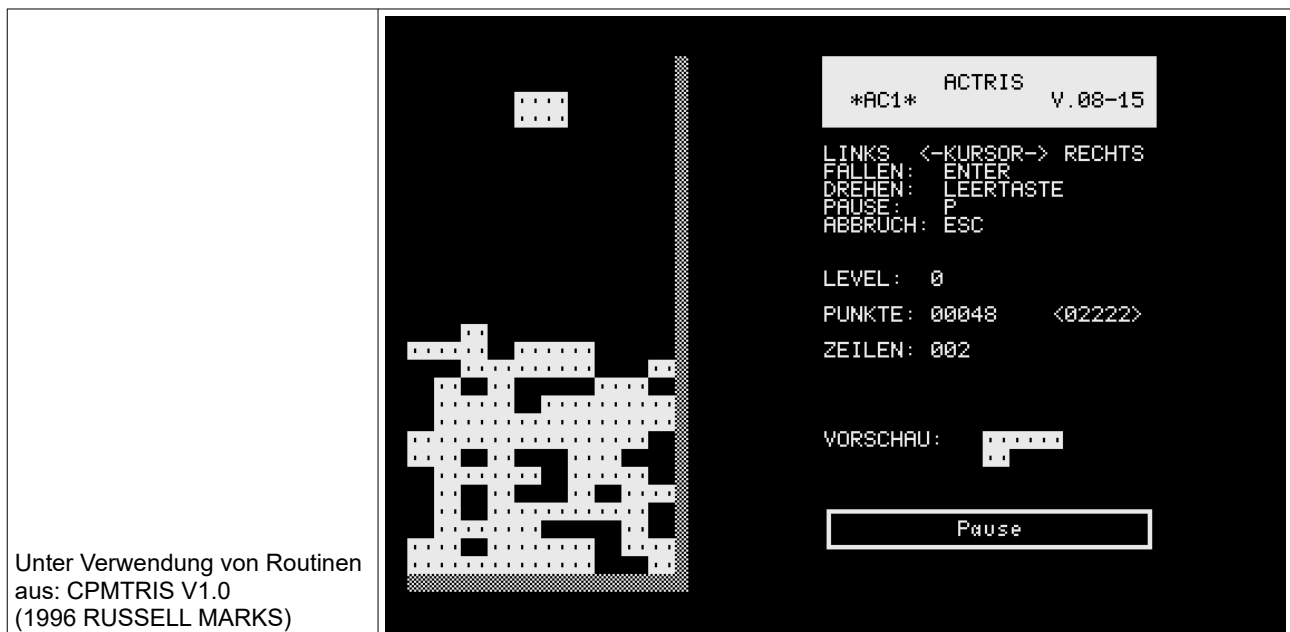 ACTRIS
*AC1* V.08-15
LINKS <-KURSOR-> RECHTS
FALLEN: ENTER
DREHEN: LEERTASTE
PAUSE: P
ABBRUCH: ESC
LEVEL: 0
PUNKTE: 00048 <02222>
ZEILEN: 002
VORSCHAU:
Pause
Unter Verwendung von Routinen
aus: CPMTRIS V1.0
(1996 RUSSELL MARKS)